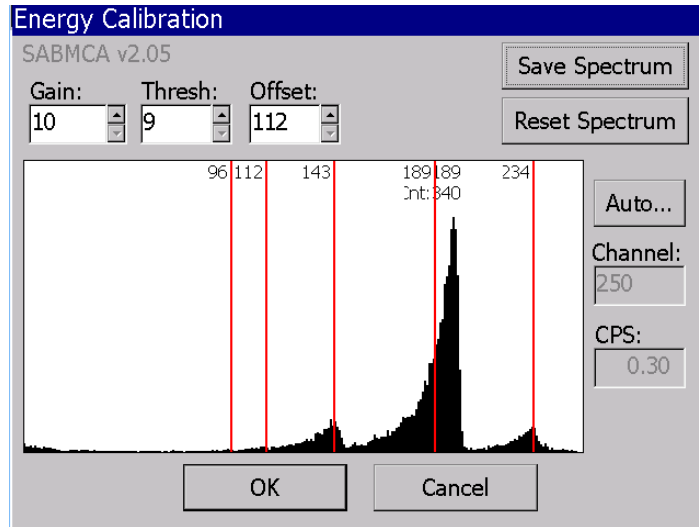 Energy Calibration
SABMCA v2.05
Save Spectrum
Gain: Thresh: Offset:
10 9 112
Reset Spectrum
96 112 143 189 189 234
Cnt: 340
Auto...
Channel:
250
CPS:
0.30
OK Cancel